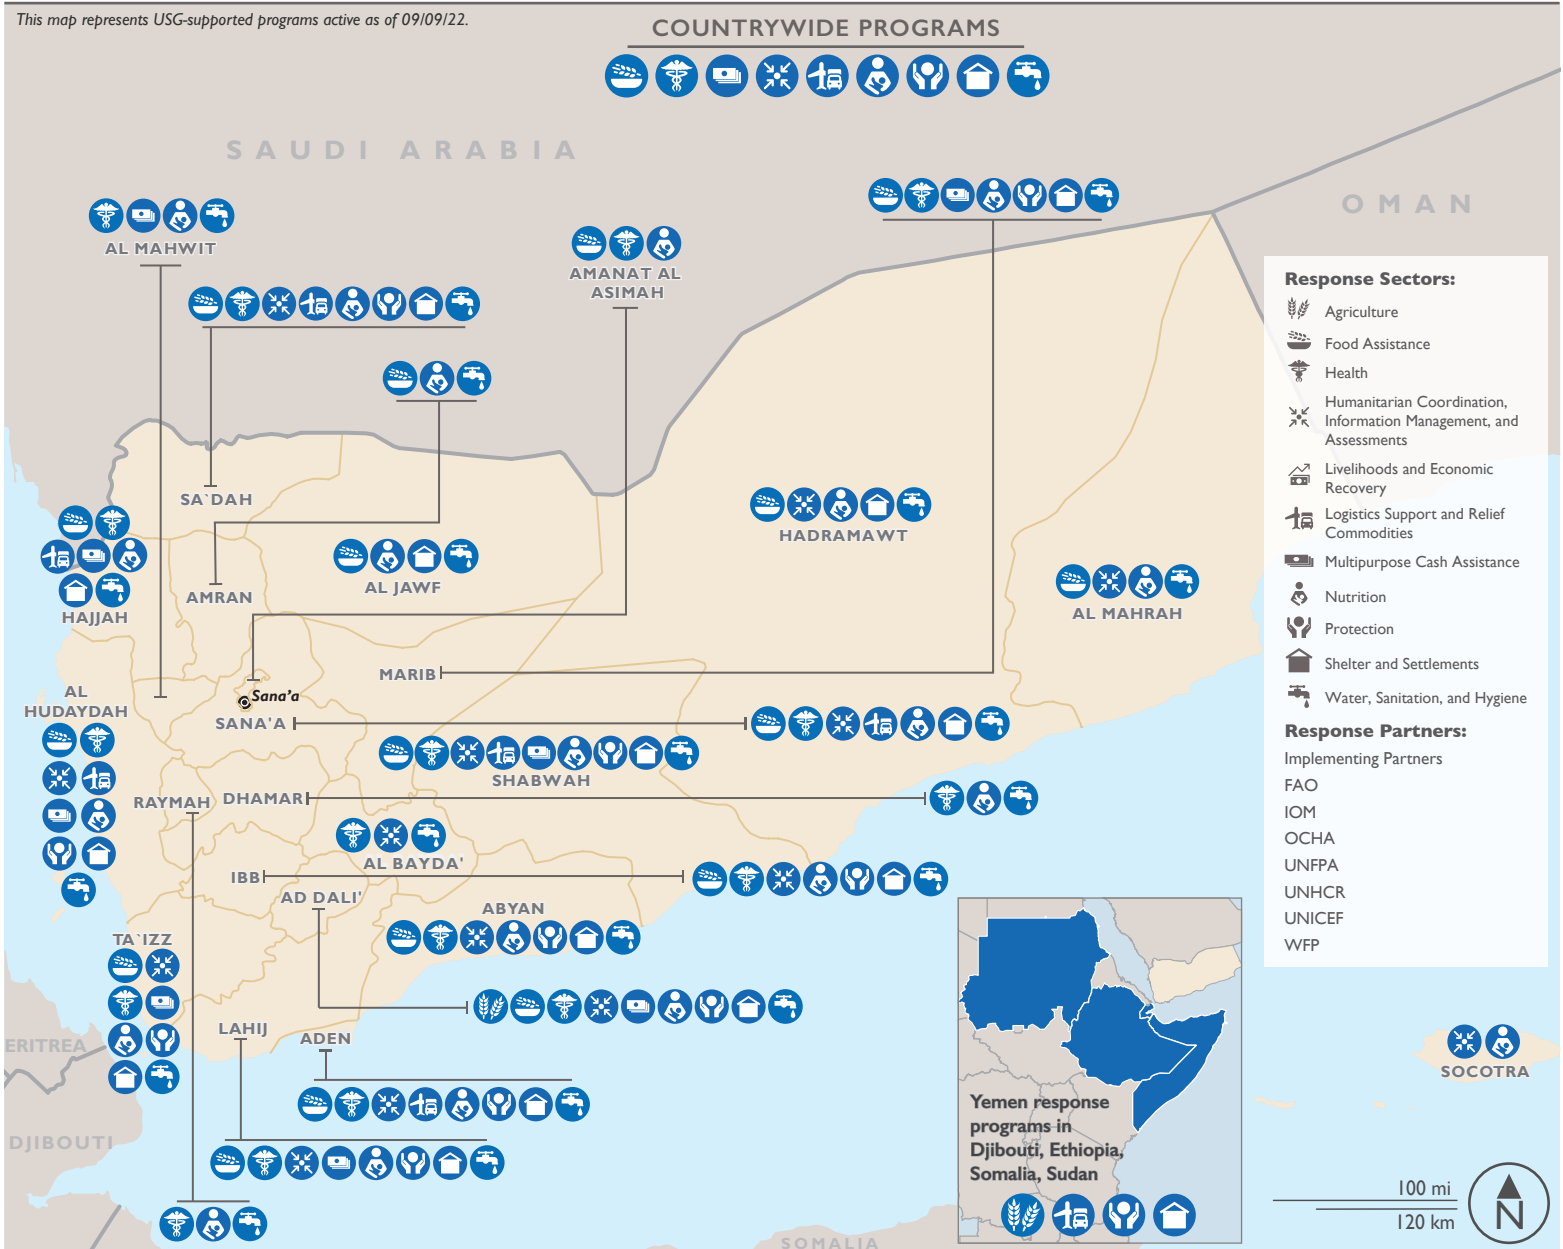 This map represents USG-supported programs active as of 09/09/22.
COUNTRYWIDE PROGRAMS
SAUDI ARABIA
OMAN
AL MAHWIT
AMANAT AL
ASIMAH
SA`DAH
HADRAMAWT
AL JAWF
AMRAN
HAJJAH
AL MAHRAH
MARIB
AL
HUDAYDAH
Sana'a
SANA'A
SHABWAH
RAYMAH
DHAMAR
AL BAYDA'
IBB
AD DALI'
ABYAN
TA`IZZ
LAHIJ
ADEN
ERITREA
DJIBOUTI
SOMALIA
SOCOTRA
Response Sectors:
Agriculture
Food Assistance
Health
Humanitarian Coordination,
Information Management, and
Assessments
Livelihoods and Economic
Recovery
Logistics Support and Relief
Commodities
Multipurpose Cash Assistance
Nutrition
Protection
Shelter and Settlements
Water, Sanitation, and Hygiene
Response Partners:
Implementing Partners
FAO
IOM
OCHA
UNFPA
UNHCR
UNICEF
WFP
Yemen response
programs in
Djibouti, Ethiopia,
Somalia, Sudan
100 mi
120 km
N